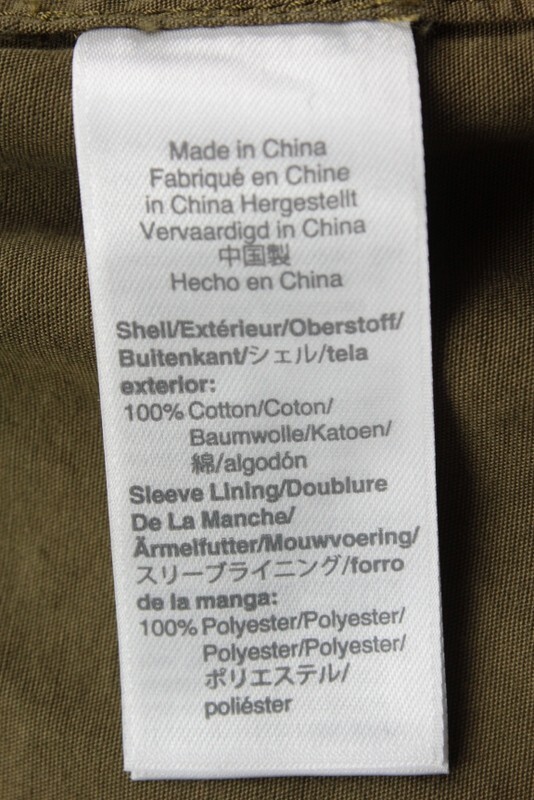 Made in China
Fabriqué en Chine
in China Hergestellt
Vervaardigd in China
中国製
Hecho en China
Shell/Extérieur/Oberstoff/
Buitenkant/シェル/tela
exterior:
100% Cotton/Coton/
Baumwolle/Katoen/
綿/algodón
Sleeve Lining/Doublure
De La Manche/
Ärmelfutter/Mouwvoering/
スリーブライニング/forro
de la manga:
100% Polyester/Polyester/
Polyester/Polyester/
ポリエステル/
poliéster